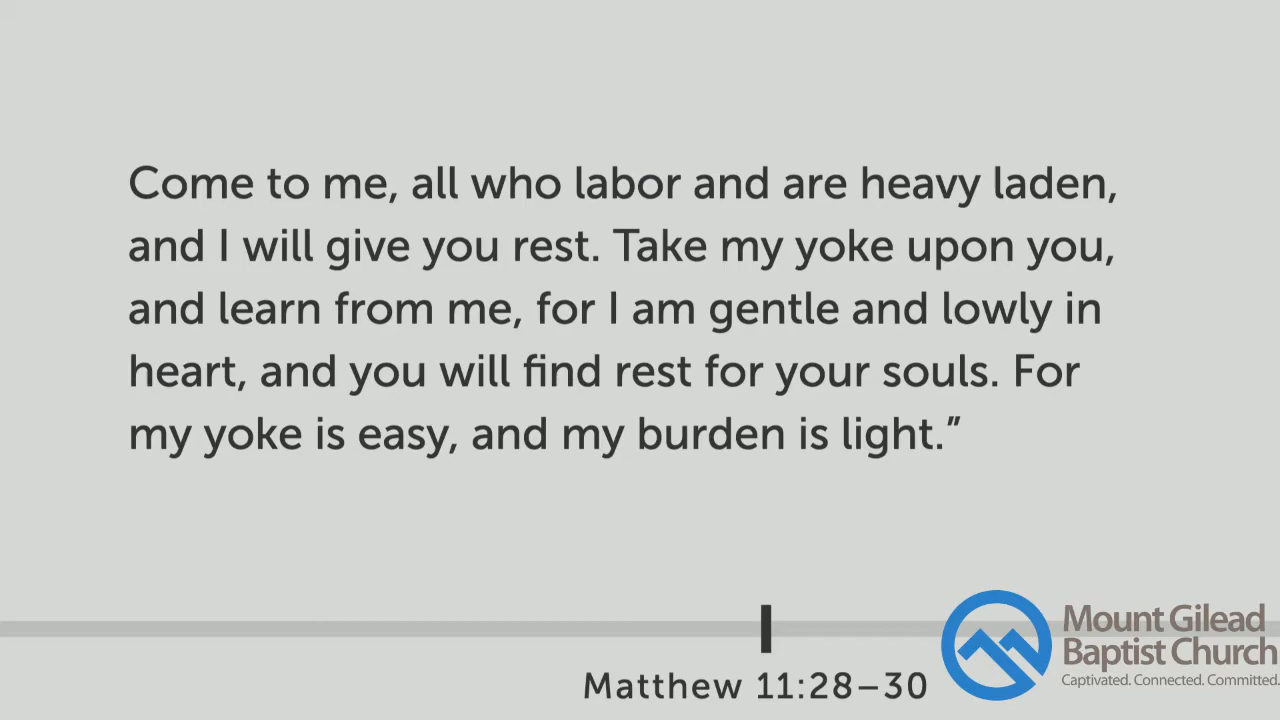 Come to me, all who labor and are heavy laden,
and I will give you rest. Take my yoke upon you,
and learn from me, for I am gentle and lowly in
heart, and you will find rest for your souls. For
my yoke is easy, and my burden is light.”
Matthew 11:28–30
Mount Gilead
Baptist Church
Captivated. Connected. Committed.